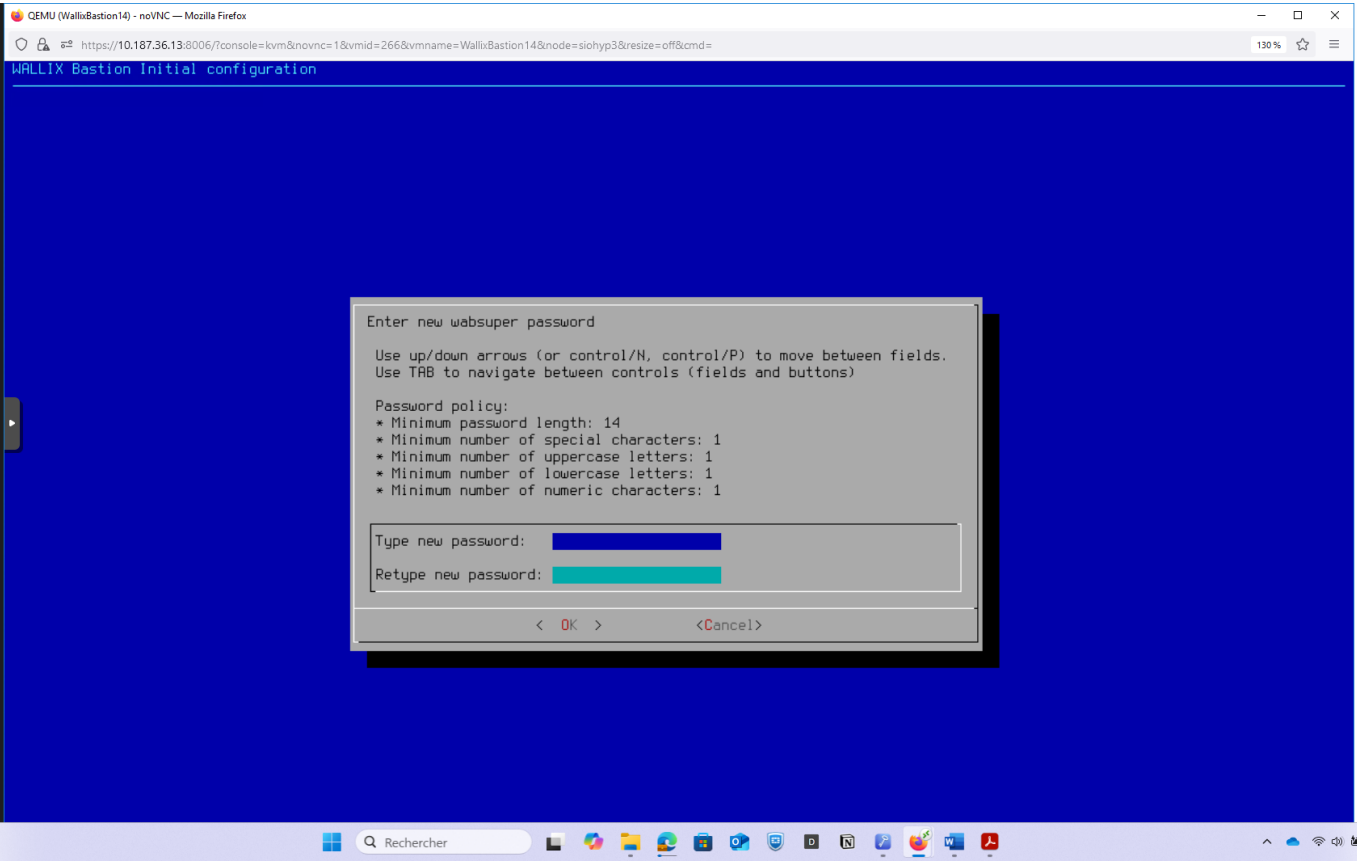 QEMU (WallixBastion14) - noVNC — Mozilla Firefox
https://10.187.36.13:8006/?console=kvm&novnc=1&vmid=266&vmname=WallixBastion14&node=siohyp3&resize=off&cmd=
130 %
WALLIX Bastion Initial configuration
Enter new wabsuper password
Use up/down arrows (or control/N, control/P) to move between fields.
Use TAB to navigate between controls (fields and buttons)
Password policy:
* Minimum password length: 14
* Minimum number of special characters: 1
* Minimum number of uppercase letters: 1
* Minimum number of lowercase letters: 1
* Minimum number of numeric characters: 1
Type new password:
Retype new password:
< OK > <Cancel>
Rechercher